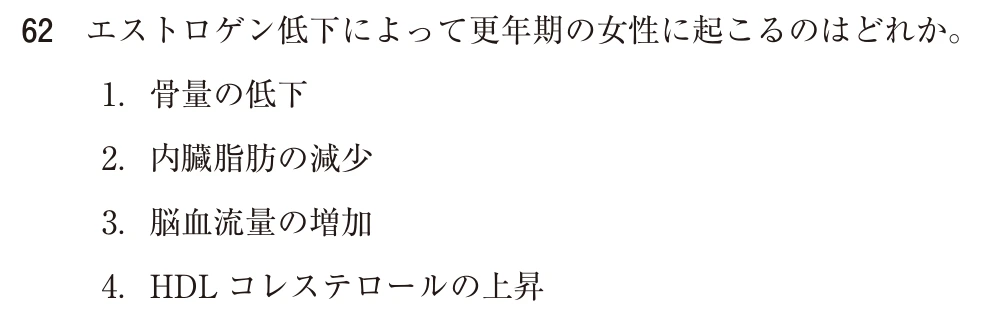 62 エストロゲン低下によって更年期の女性に起こるのはどれか。
1. 骨量の低下
2. 内臓脂肪の減少
3. 脳血流量の増加
4. HDL コレステロールの上昇